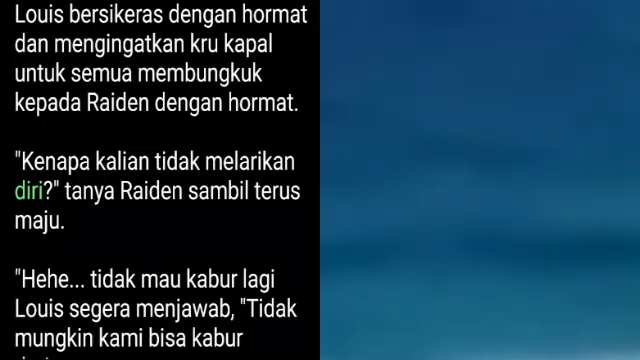 Louis bersikeras dengan hormat
dan mengingatkan kru kapal
untuk semua membungkuk
kepada Raiden dengan hormat.
"Kenapa kalian tidak melarikan
diri?" tanya Raiden sambil terus
maju.
"Hehe... tidak mau kabur lagi
Louis segera menjawab, "Tidak
mungkin kami bisa kabur